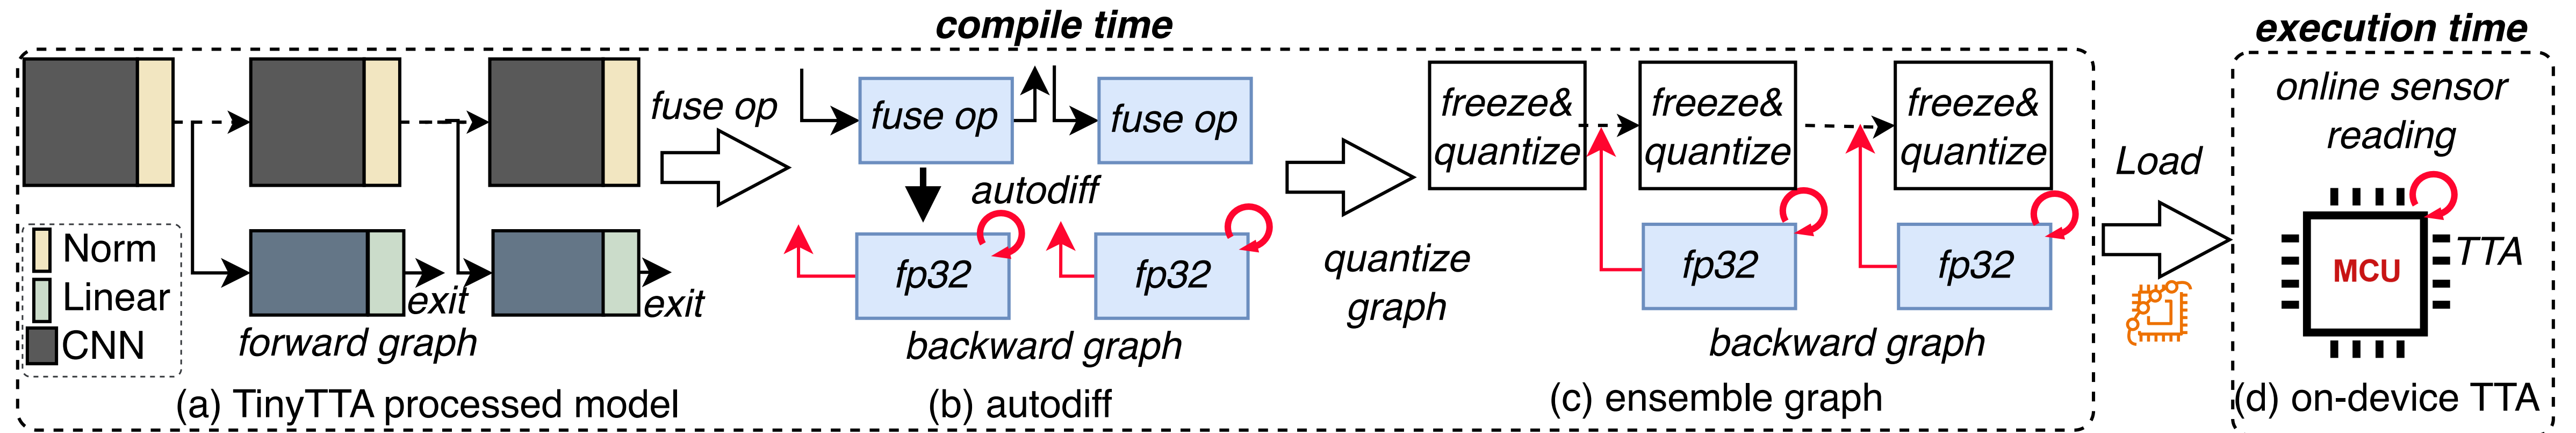 compile time
execution time
fuse op
fuse op
fuse op
autodiff
fp32
fp32
backward graph
Norm
Linear
CNN
exit
exit
forward graph
quantize
graph
freeze&
quantize
freeze&
quantize
freeze&
quantize
fp32
fp32
backward graph
Load
online sensor
reading
MCU
TTA
(a) TinyTTA processed model
(b) autodiff
(c) ensemble graph
(d) on-device TTA